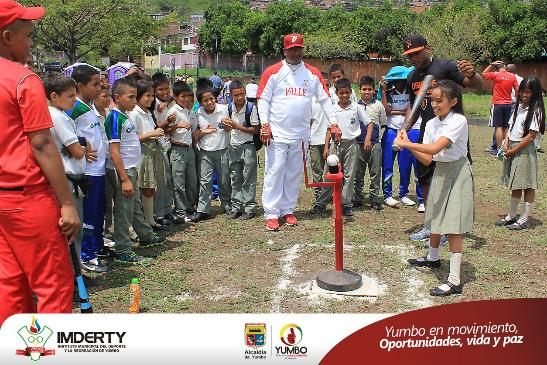 VALLE
IMDERTY
INSTITUTO MUNICIPAL DEL DEPORTE
Y LA RECREACIÓN DE YUMBO
Alcaldía
de Yumbo
YUMBO
Yumbo en movimiento,
Oportunidades, vida y paz